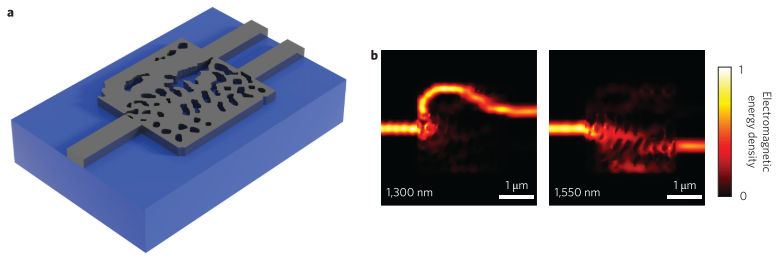 a
b
1,300 nm
1 µm
1,550 nm
1 µm
1
0
Electromagnetic
energy density